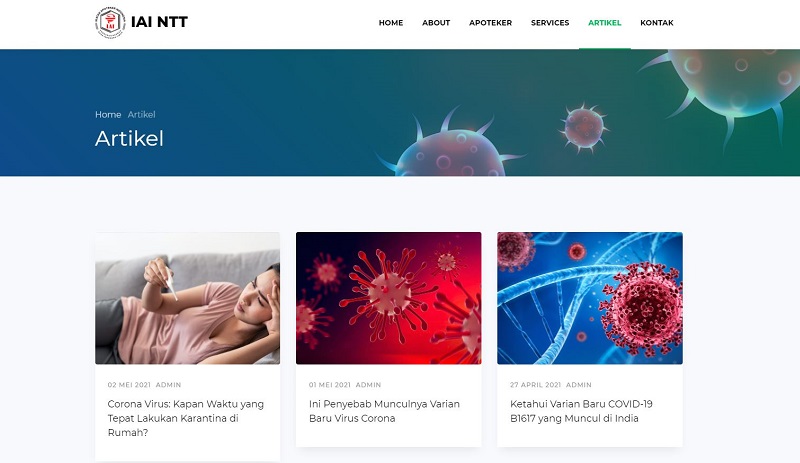 IAI NTT
HOME ABOUT APOTEKER SERVICES ARTIKEL KONTAK
Home Artikel
Artikel
02 MEI 2021 ADMIN
Corona Virus: Kapan Waktu yang
Tepat Lakukan Karantina di
Rumah?
01 MEI 2021 ADMIN
Ini Penyebab Munculnya Varian
Baru Virus Corona
27 APRIL 2021 ADMIN
Ketahui Varian Baru COVID-19
B1617 yang Muncul di India